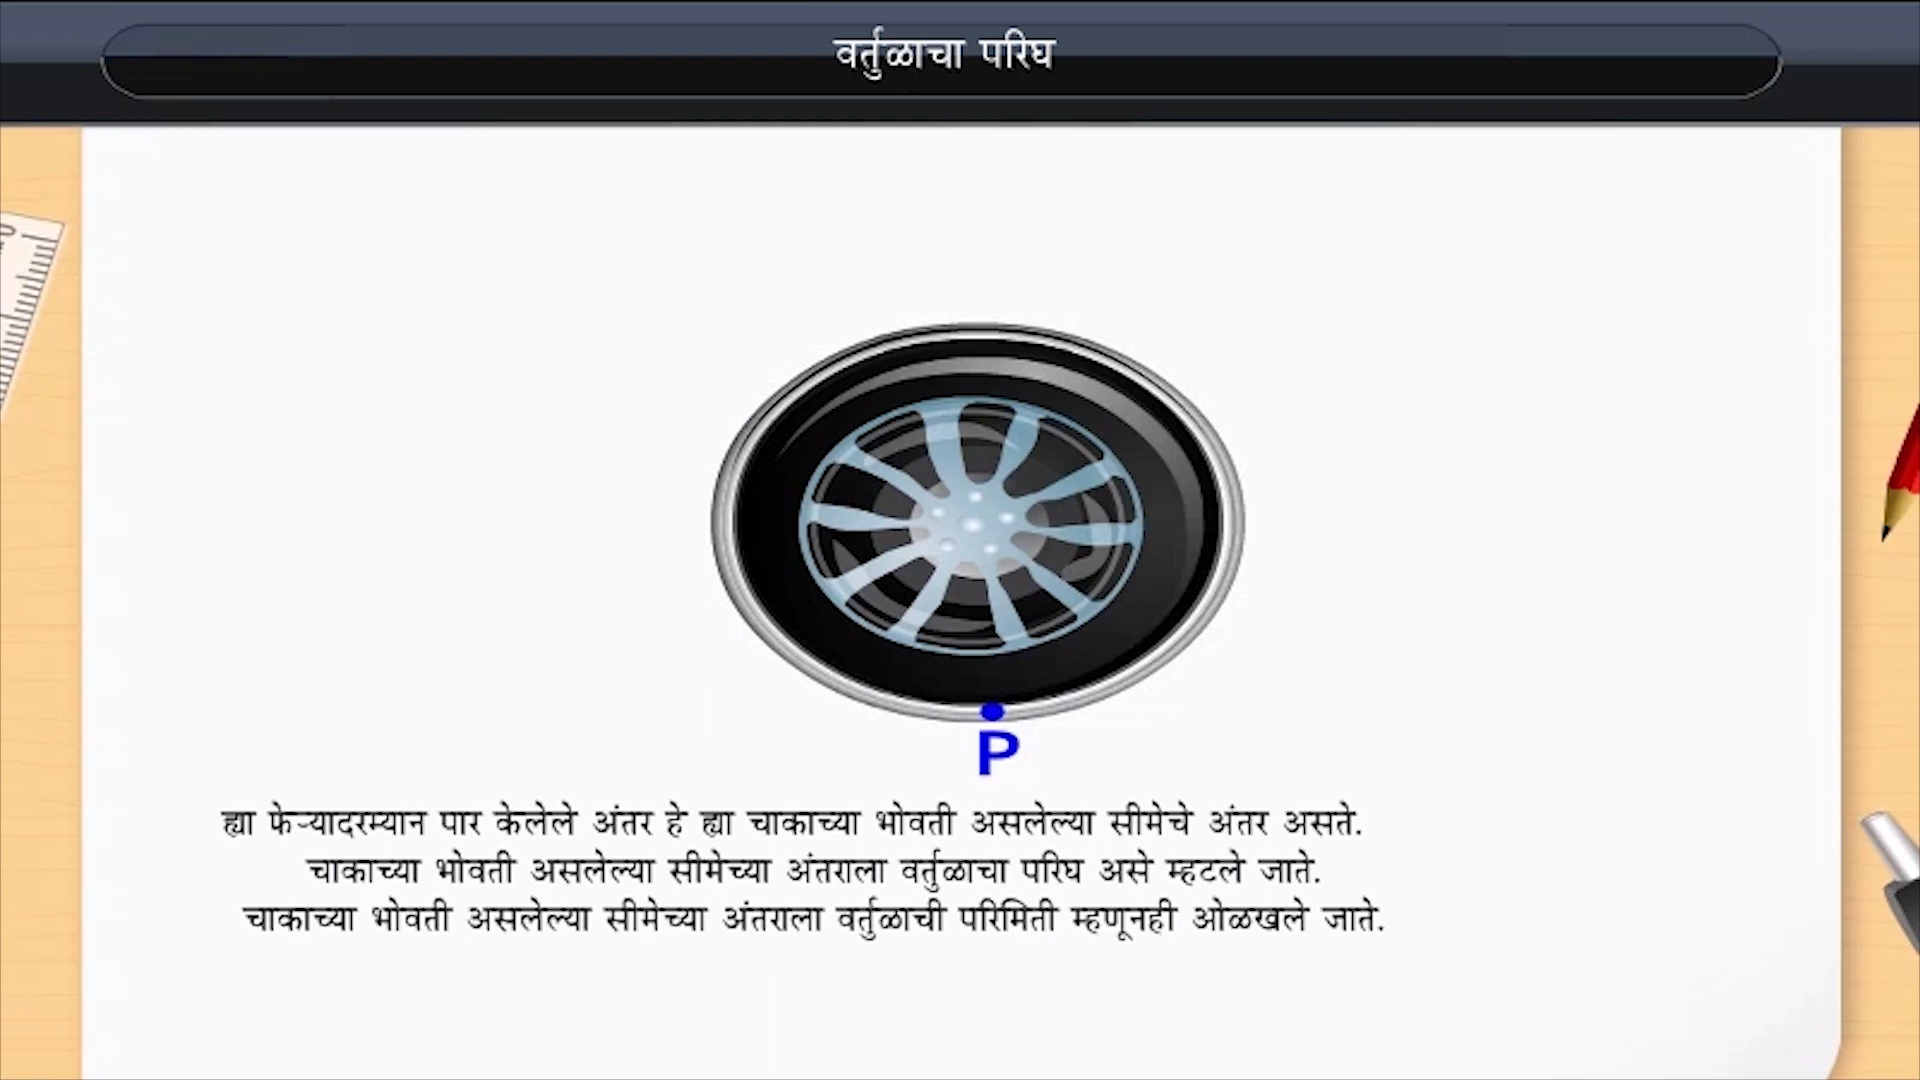 वर्तुळाचा परिघ
P
ह्या फेऱ्यादरम्यान पार केलेले अंतर हे ह्या चाकाच्या भोवती असलेल्या सीमेचे अंतर असते.
चाकाच्या भोवती असलेल्या सीमेच्या अंतराला वर्तुळाचा परिघ असे म्हटले जाते.
चाकाच्या भोवती असलेल्या सीमेच्या अंतराला वर्तुळाची परिमिती म्हणूनही ओळखले जाते.